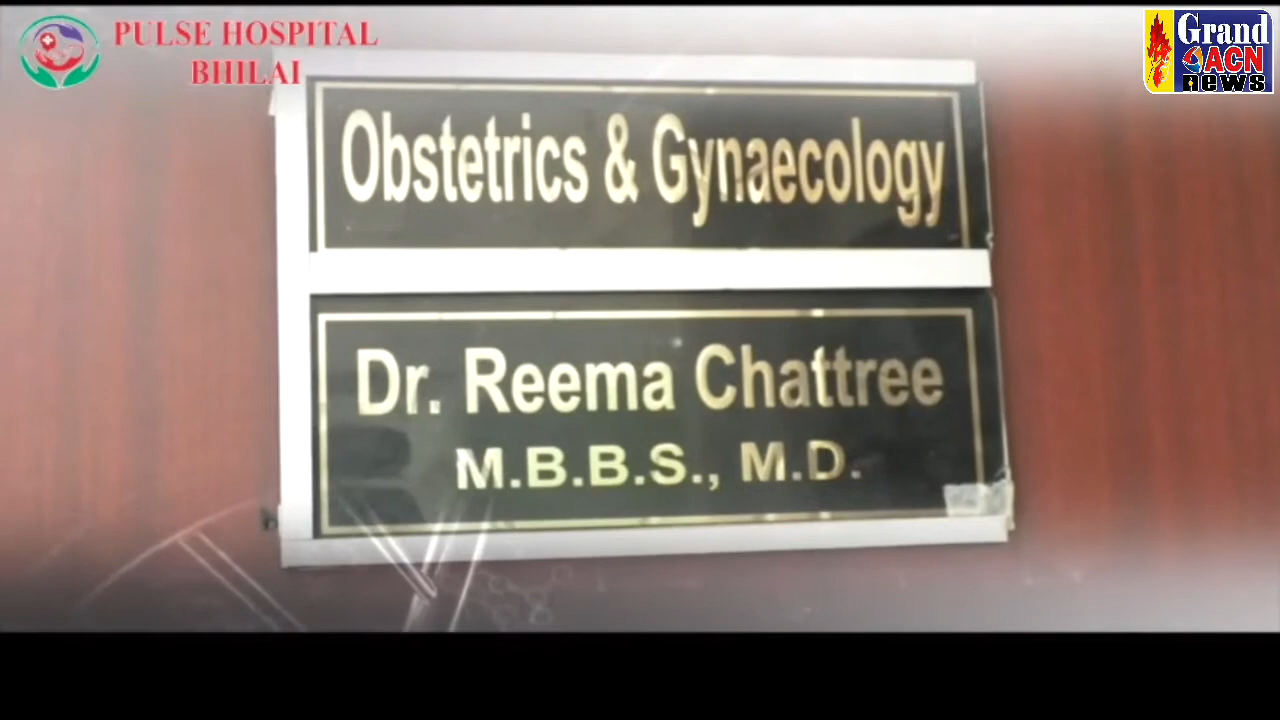 PULSE HOSPITAL
BHILAI
Grand
ACN
news
Obstetrics & Gynaecology
Dr. Reema Chattree
M.B.B.S., M.D.